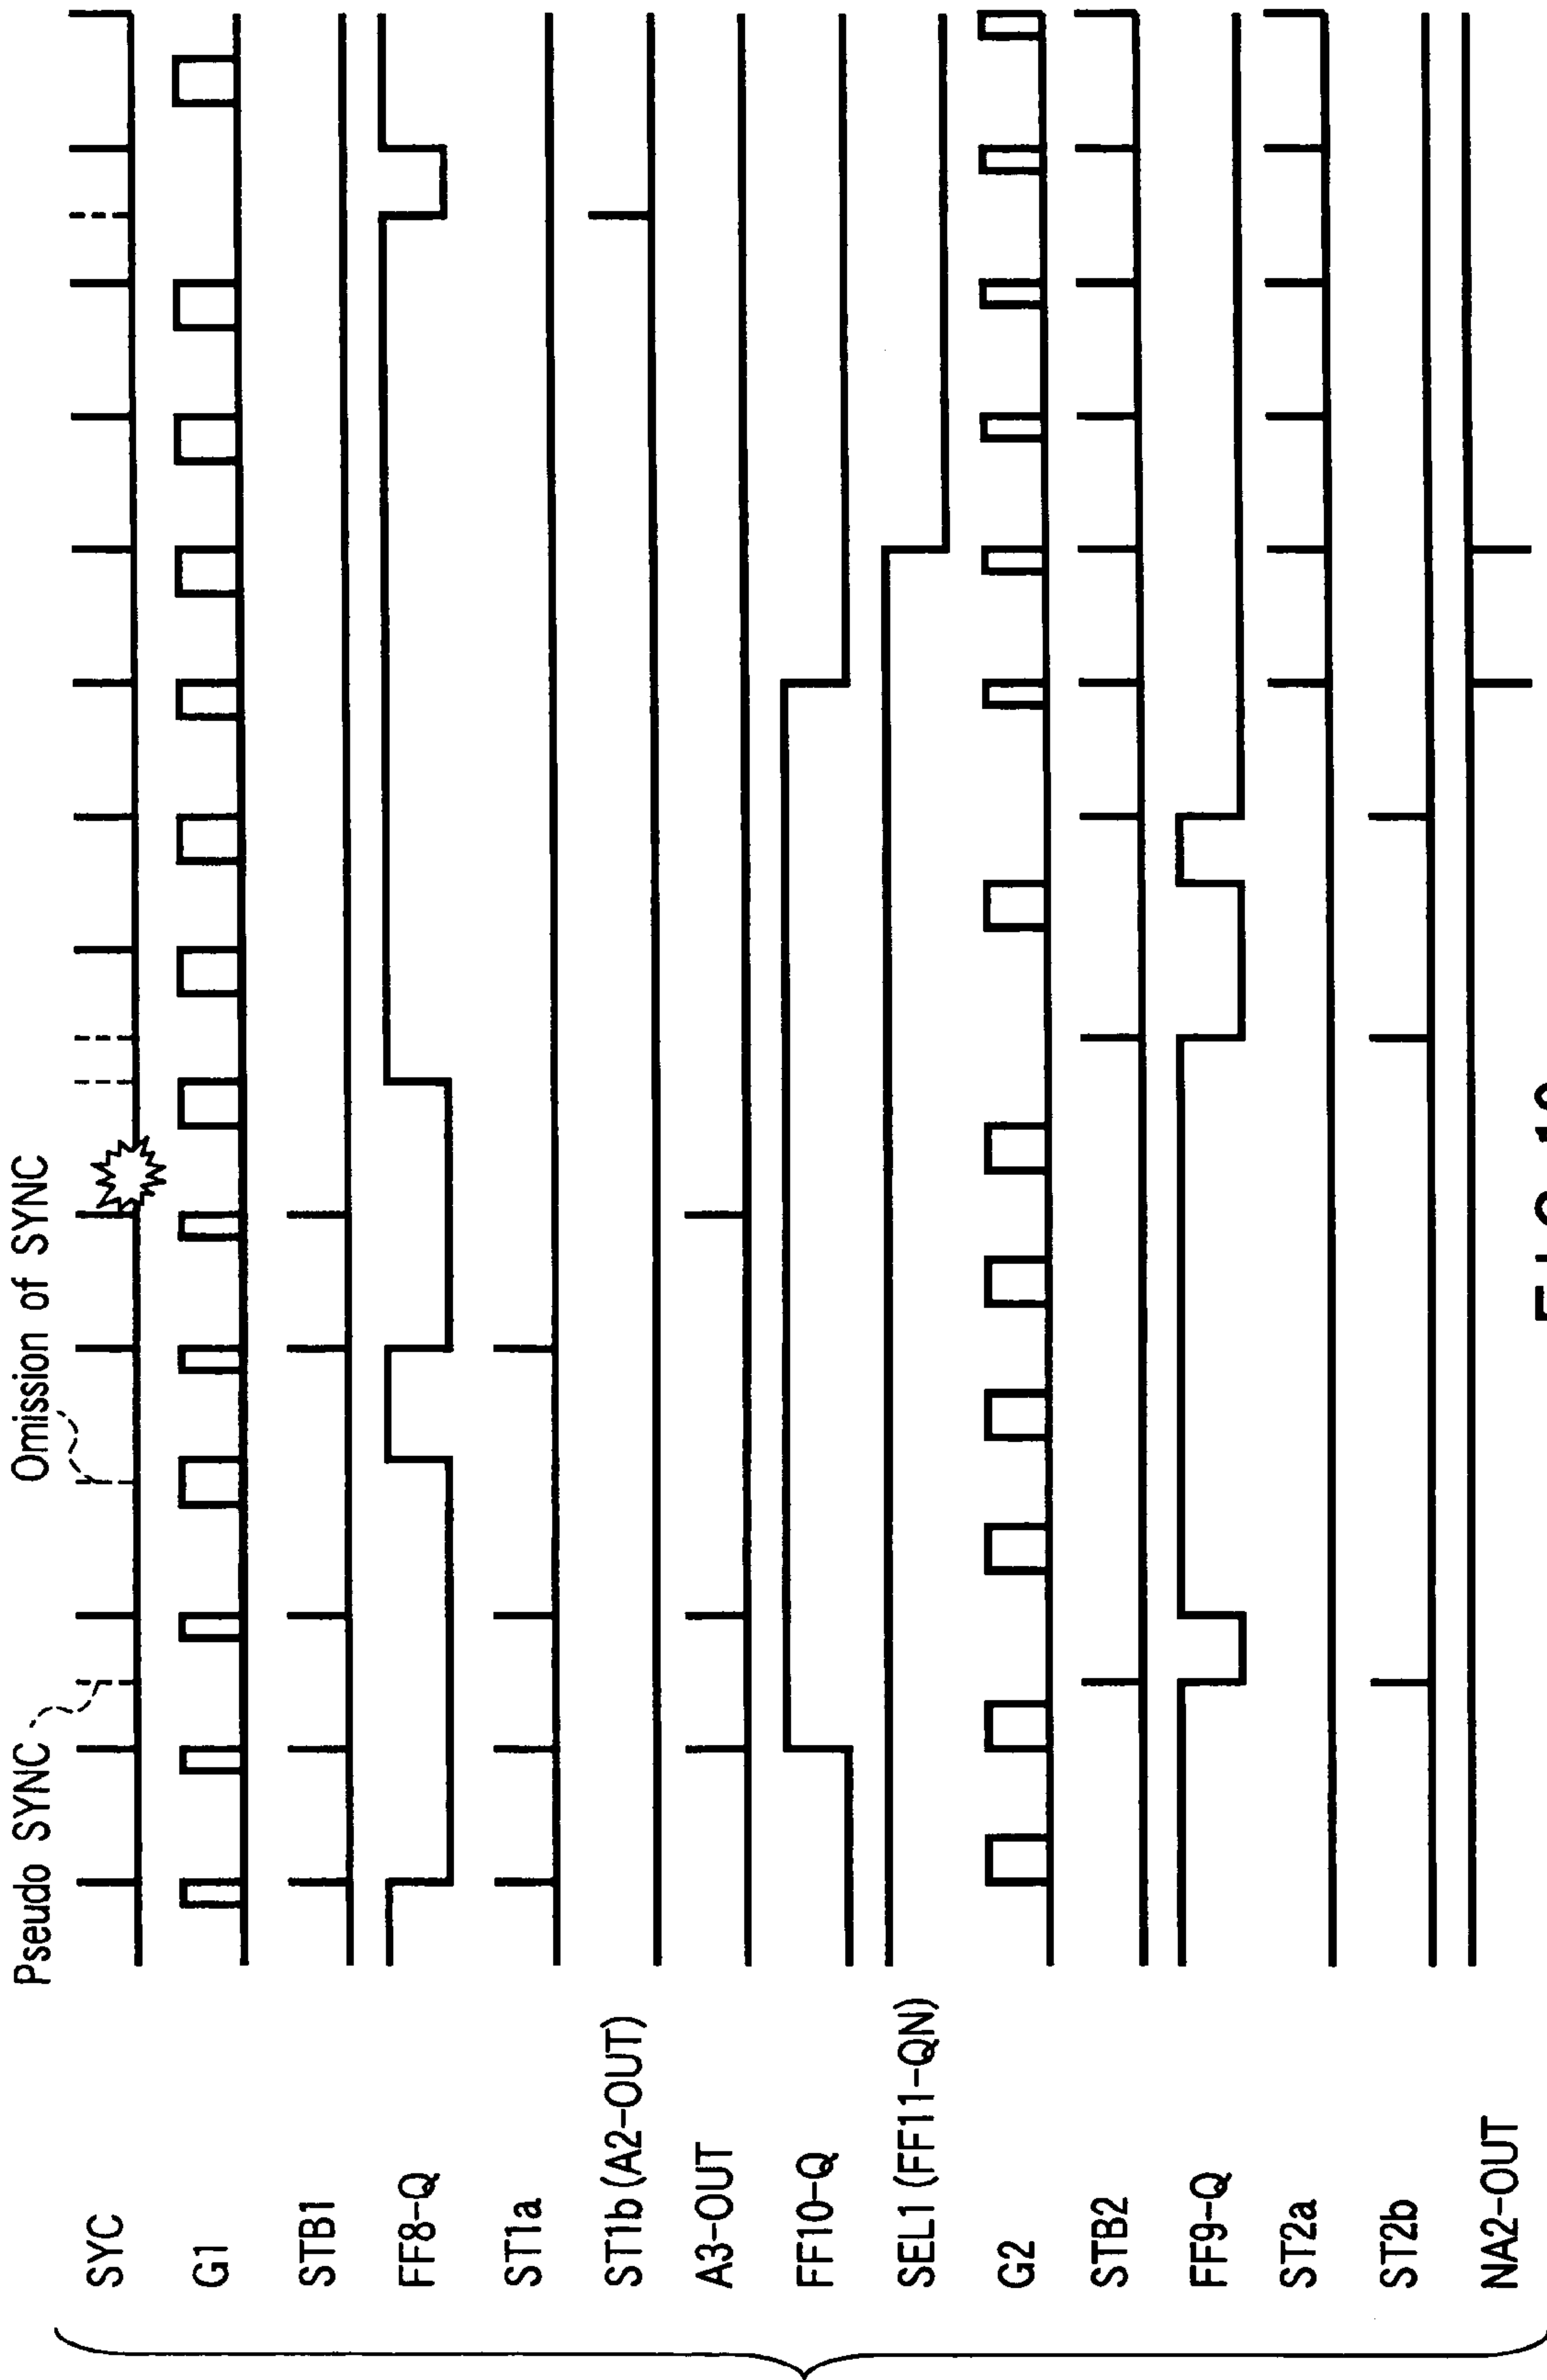 Pseudo SYNC
Omission of SYNC
SYC
G1
STB1
FF8-Q
ST1a
ST1b (A2-OUT)
A3-OUT
FF10-Q
SEL1 (FF11-QN)
G2
STB2
FF9-Q
ST2a
ST2b
NA2-OUT